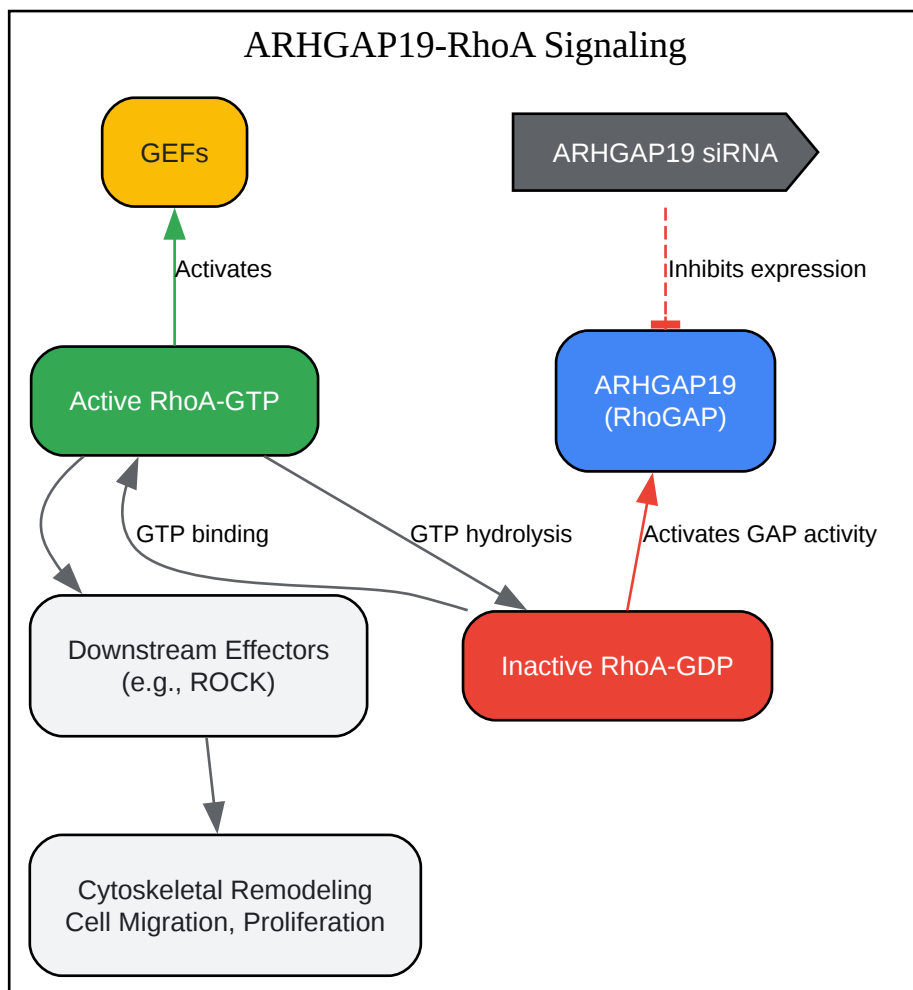 ARHGAP19-RhoA Signaling
GEFs
ARHGAP19 siRNA
Activates
Inhibits expression
Active RhoA-GTP
ARHGAP19
(RhoGAP)
GTP binding
GTP hydrolysis
Activates GAP activity
Downstream Effectors
(e.g., ROCK)
Inactive RhoA-GDP
Cytoskeletal Remodeling
Cell Migration, Proliferation